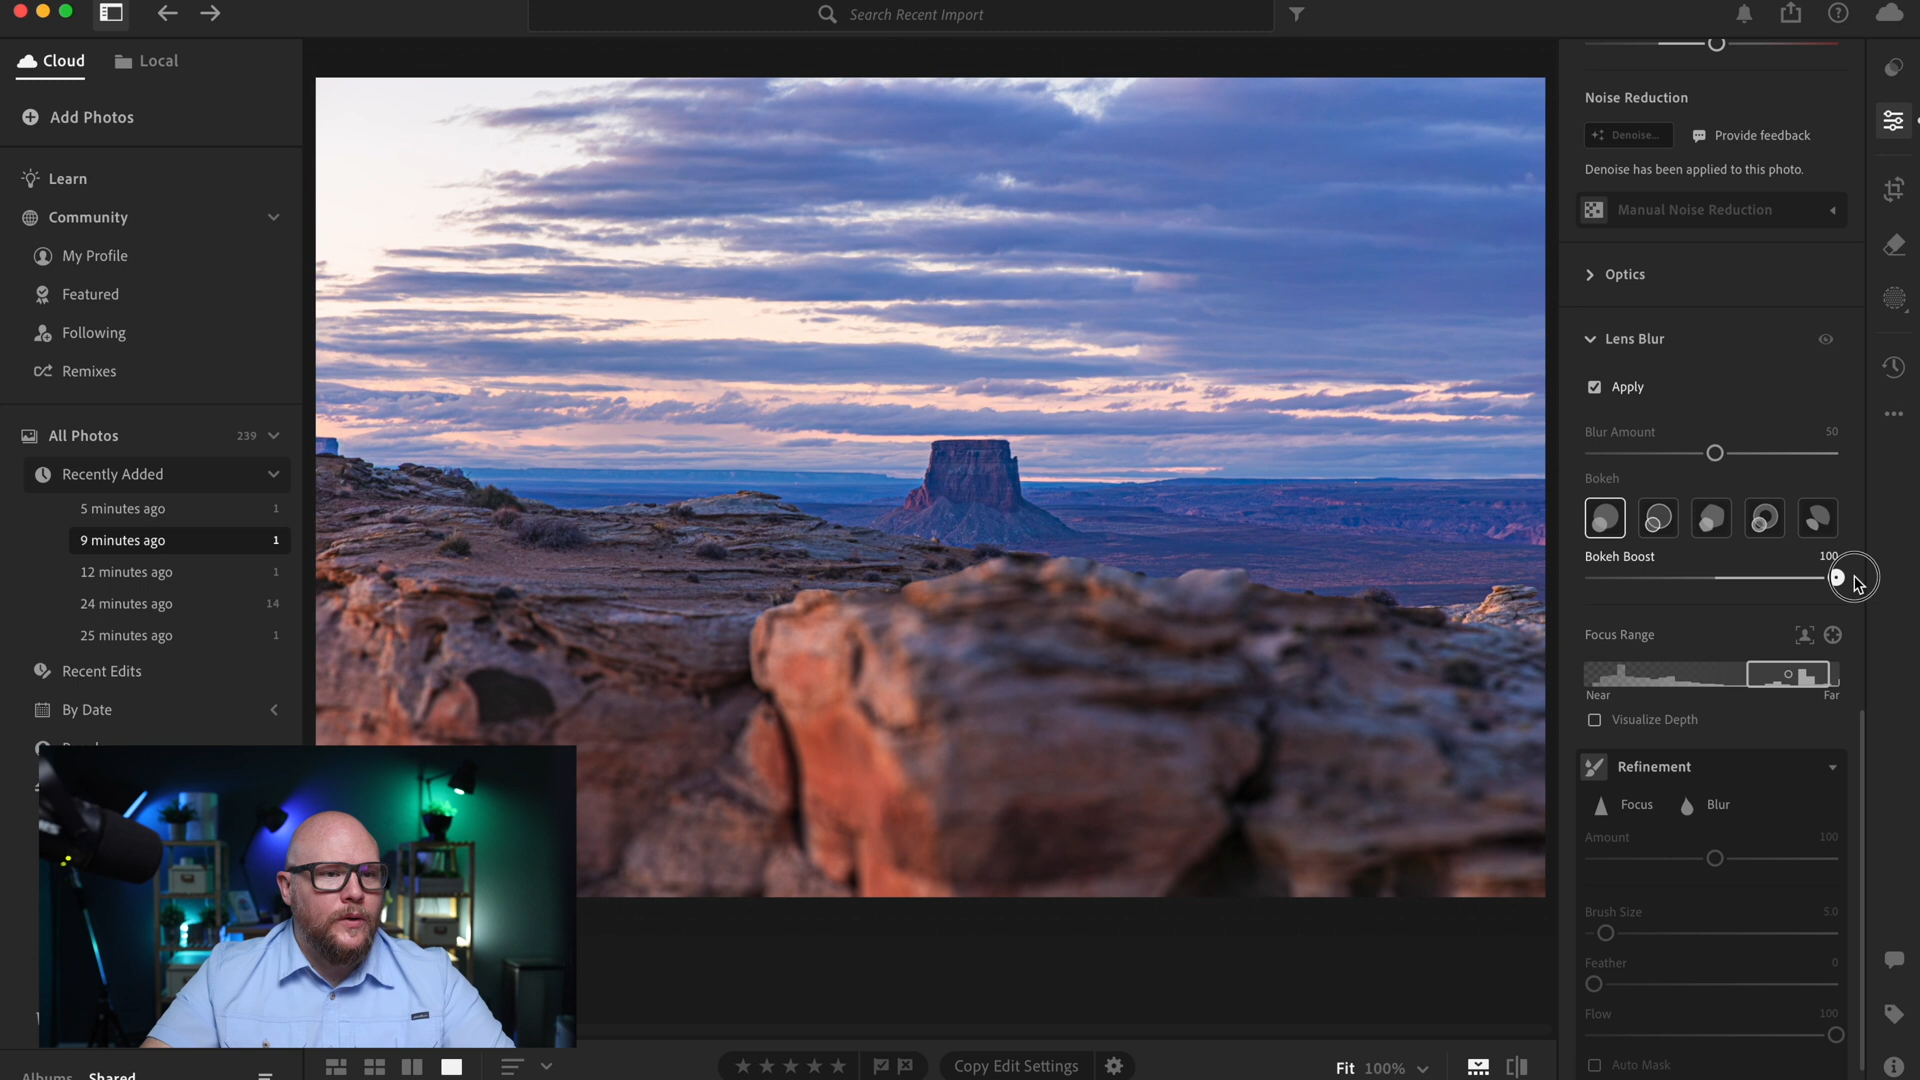 Search Recent Import
Cloud
Local
Add Photos
Learn
Community
My Profile
Featured
Following
Remixes
All Photos 239
Recently Added
5 minutes ago 1
9 minutes ago 1
12 minutes ago 1
24 minutes ago 14
25 minutes ago 1
Recent Edits
By Date
Albums Shared
Copy Edit Settings
Fit 100%
Noise Reduction
Denoise...
Provide feedback
Denoise has been applied to this photo.
Manual Noise Reduction
Optics
Lens Blur
Apply
Blur Amount 50
Bokeh
Bokeh Boost 100
Focus Range
Near Far
Visualize Depth
Refinement
Focus Blur
Amount 100
Brush Size 5.0
Feather 0
Flow 100
Auto Mask